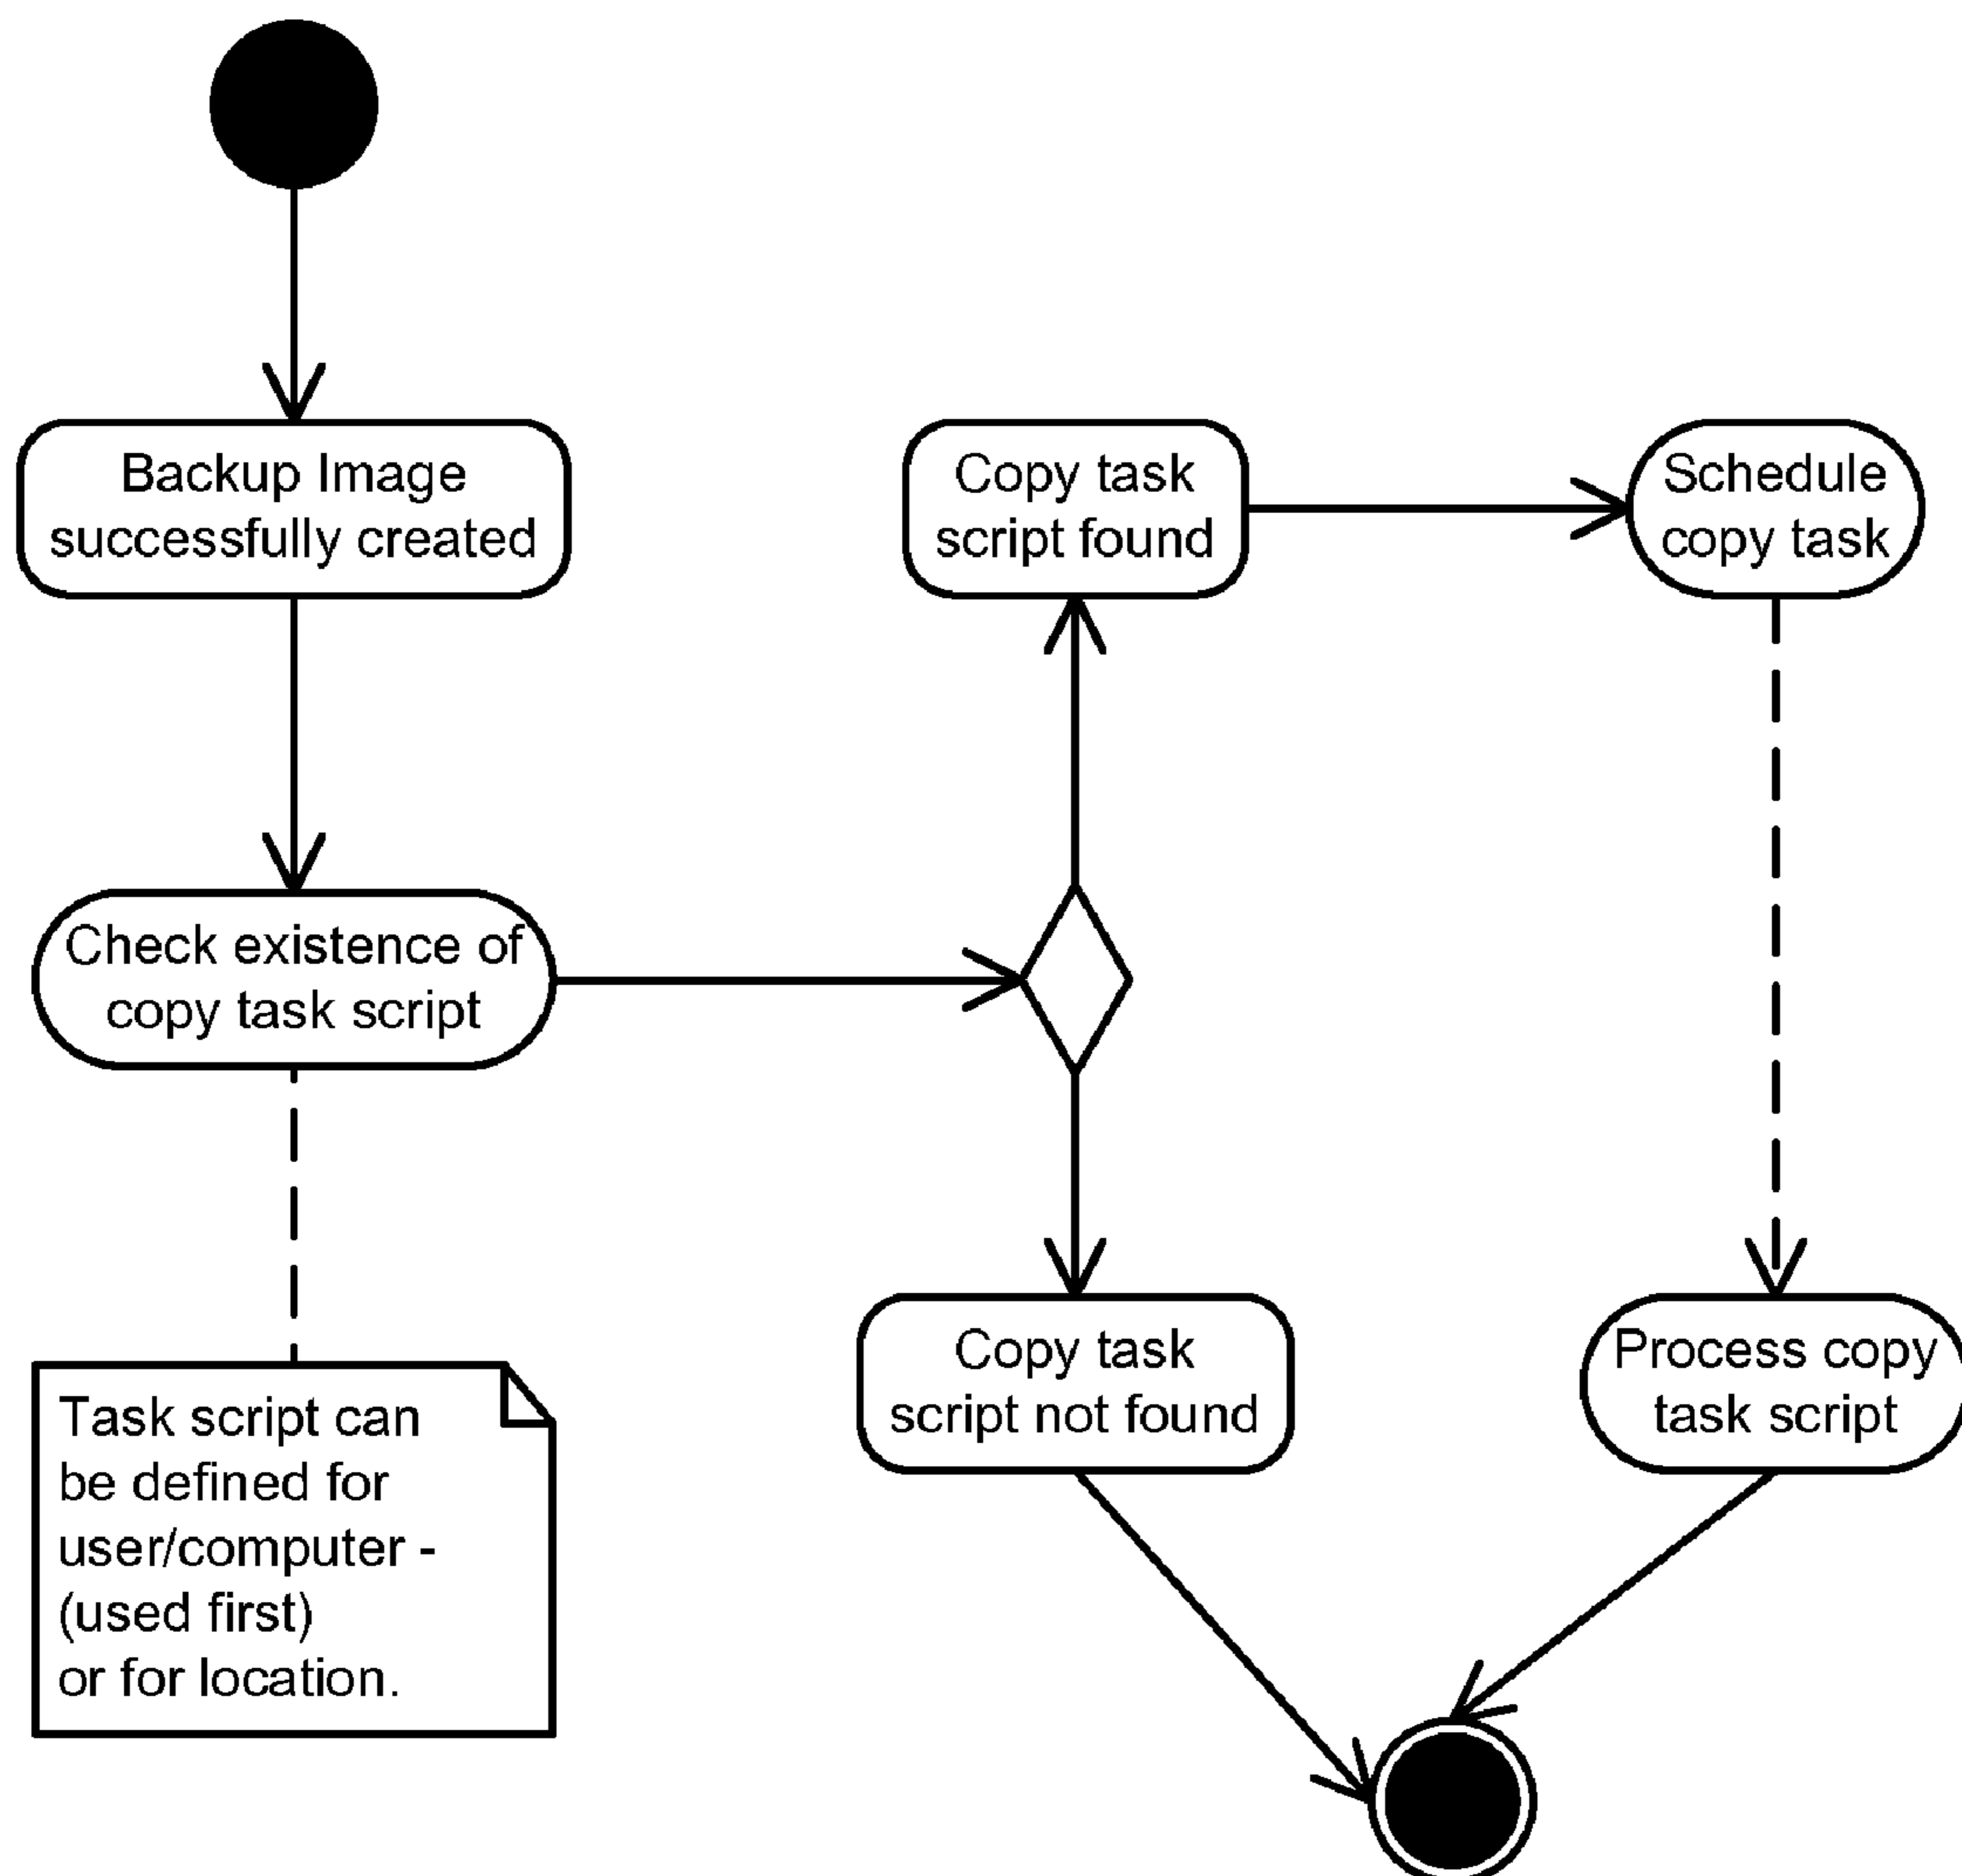 Backup Image
successfully created
Copy task
script found
Schedule
copy task
Check existence of
copy task script
Copy task
script not found
Process copy
task script
Task script can
be defined for
user/computer -
(used first)
or for location.